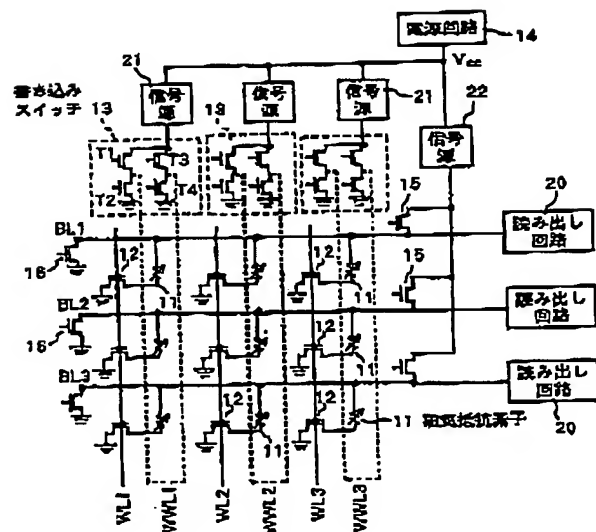 電源回路
14
Vcc
21
書き込み
スイッチ
13
信号
源
13
信号
源
信号
源
21
22
信号
源
T1
T3
T2
T4
15
20
読み出し
回路
BL1
16
12
12
12
11
15
BL2
16
12
11
読み出し
回路
BL3
12
12
11
11 磁気抵抗素子
読み出し
回路
20
WL1
WWL1
WL2
WWL2
WL3
WWL3